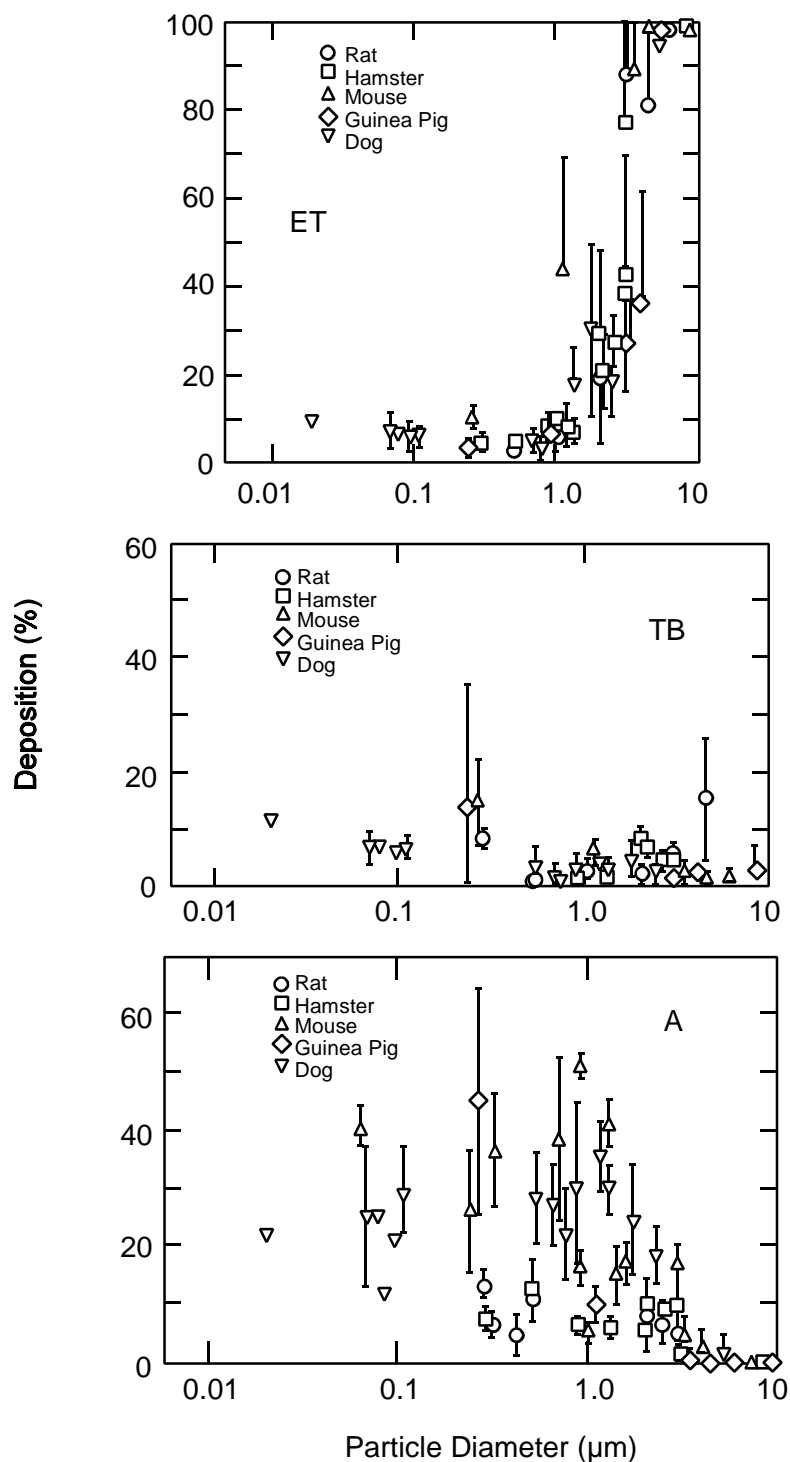 100
80
60
40
20
0
Rat
Hamster
Mouse
Guinea Pig
Dog
ET
0.01 0.1 1.0 10
Deposition (%)
60
40
20
0
Rat
Hamster
Mouse
Guinea Pig
Dog
TB
0.01 0.1 1.0 10
60
40
20
0
Rat
Hamster
Mouse
Guinea Pig
Dog
A
0.01 0.1 1.0 10
Particle Diameter (µm)